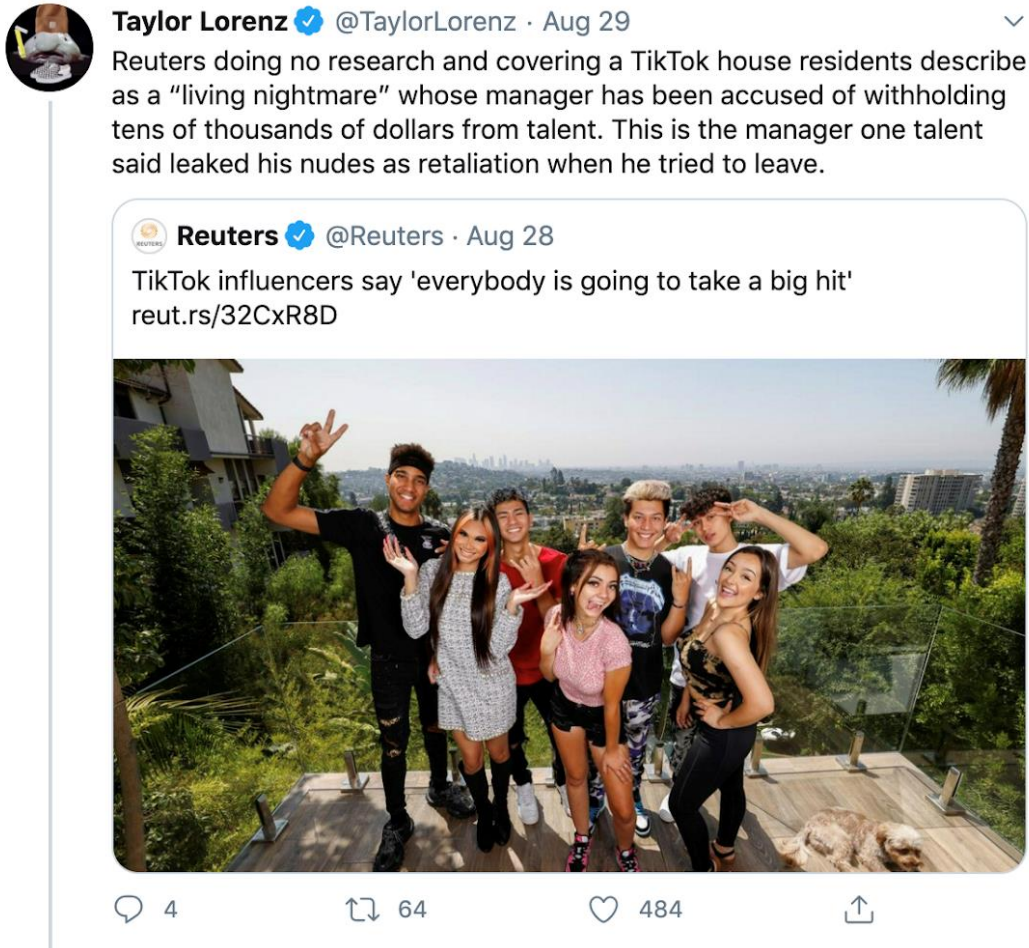 Taylor Lorenz @TaylorLorenz · Aug 29
Reuters doing no research and covering a TikTok house residents describe
as a “living nightmare” whose manager has been accused of withholding
tens of thousands of dollars from talent. This is the manager one talent
said leaked his nudes as retaliation when he tried to leave.
REUTERS
Reuters @Reuters · Aug 28
TikTok influencers say 'everybody is going to take a big hit'
reut.rs/32CxR8D
4 64 484